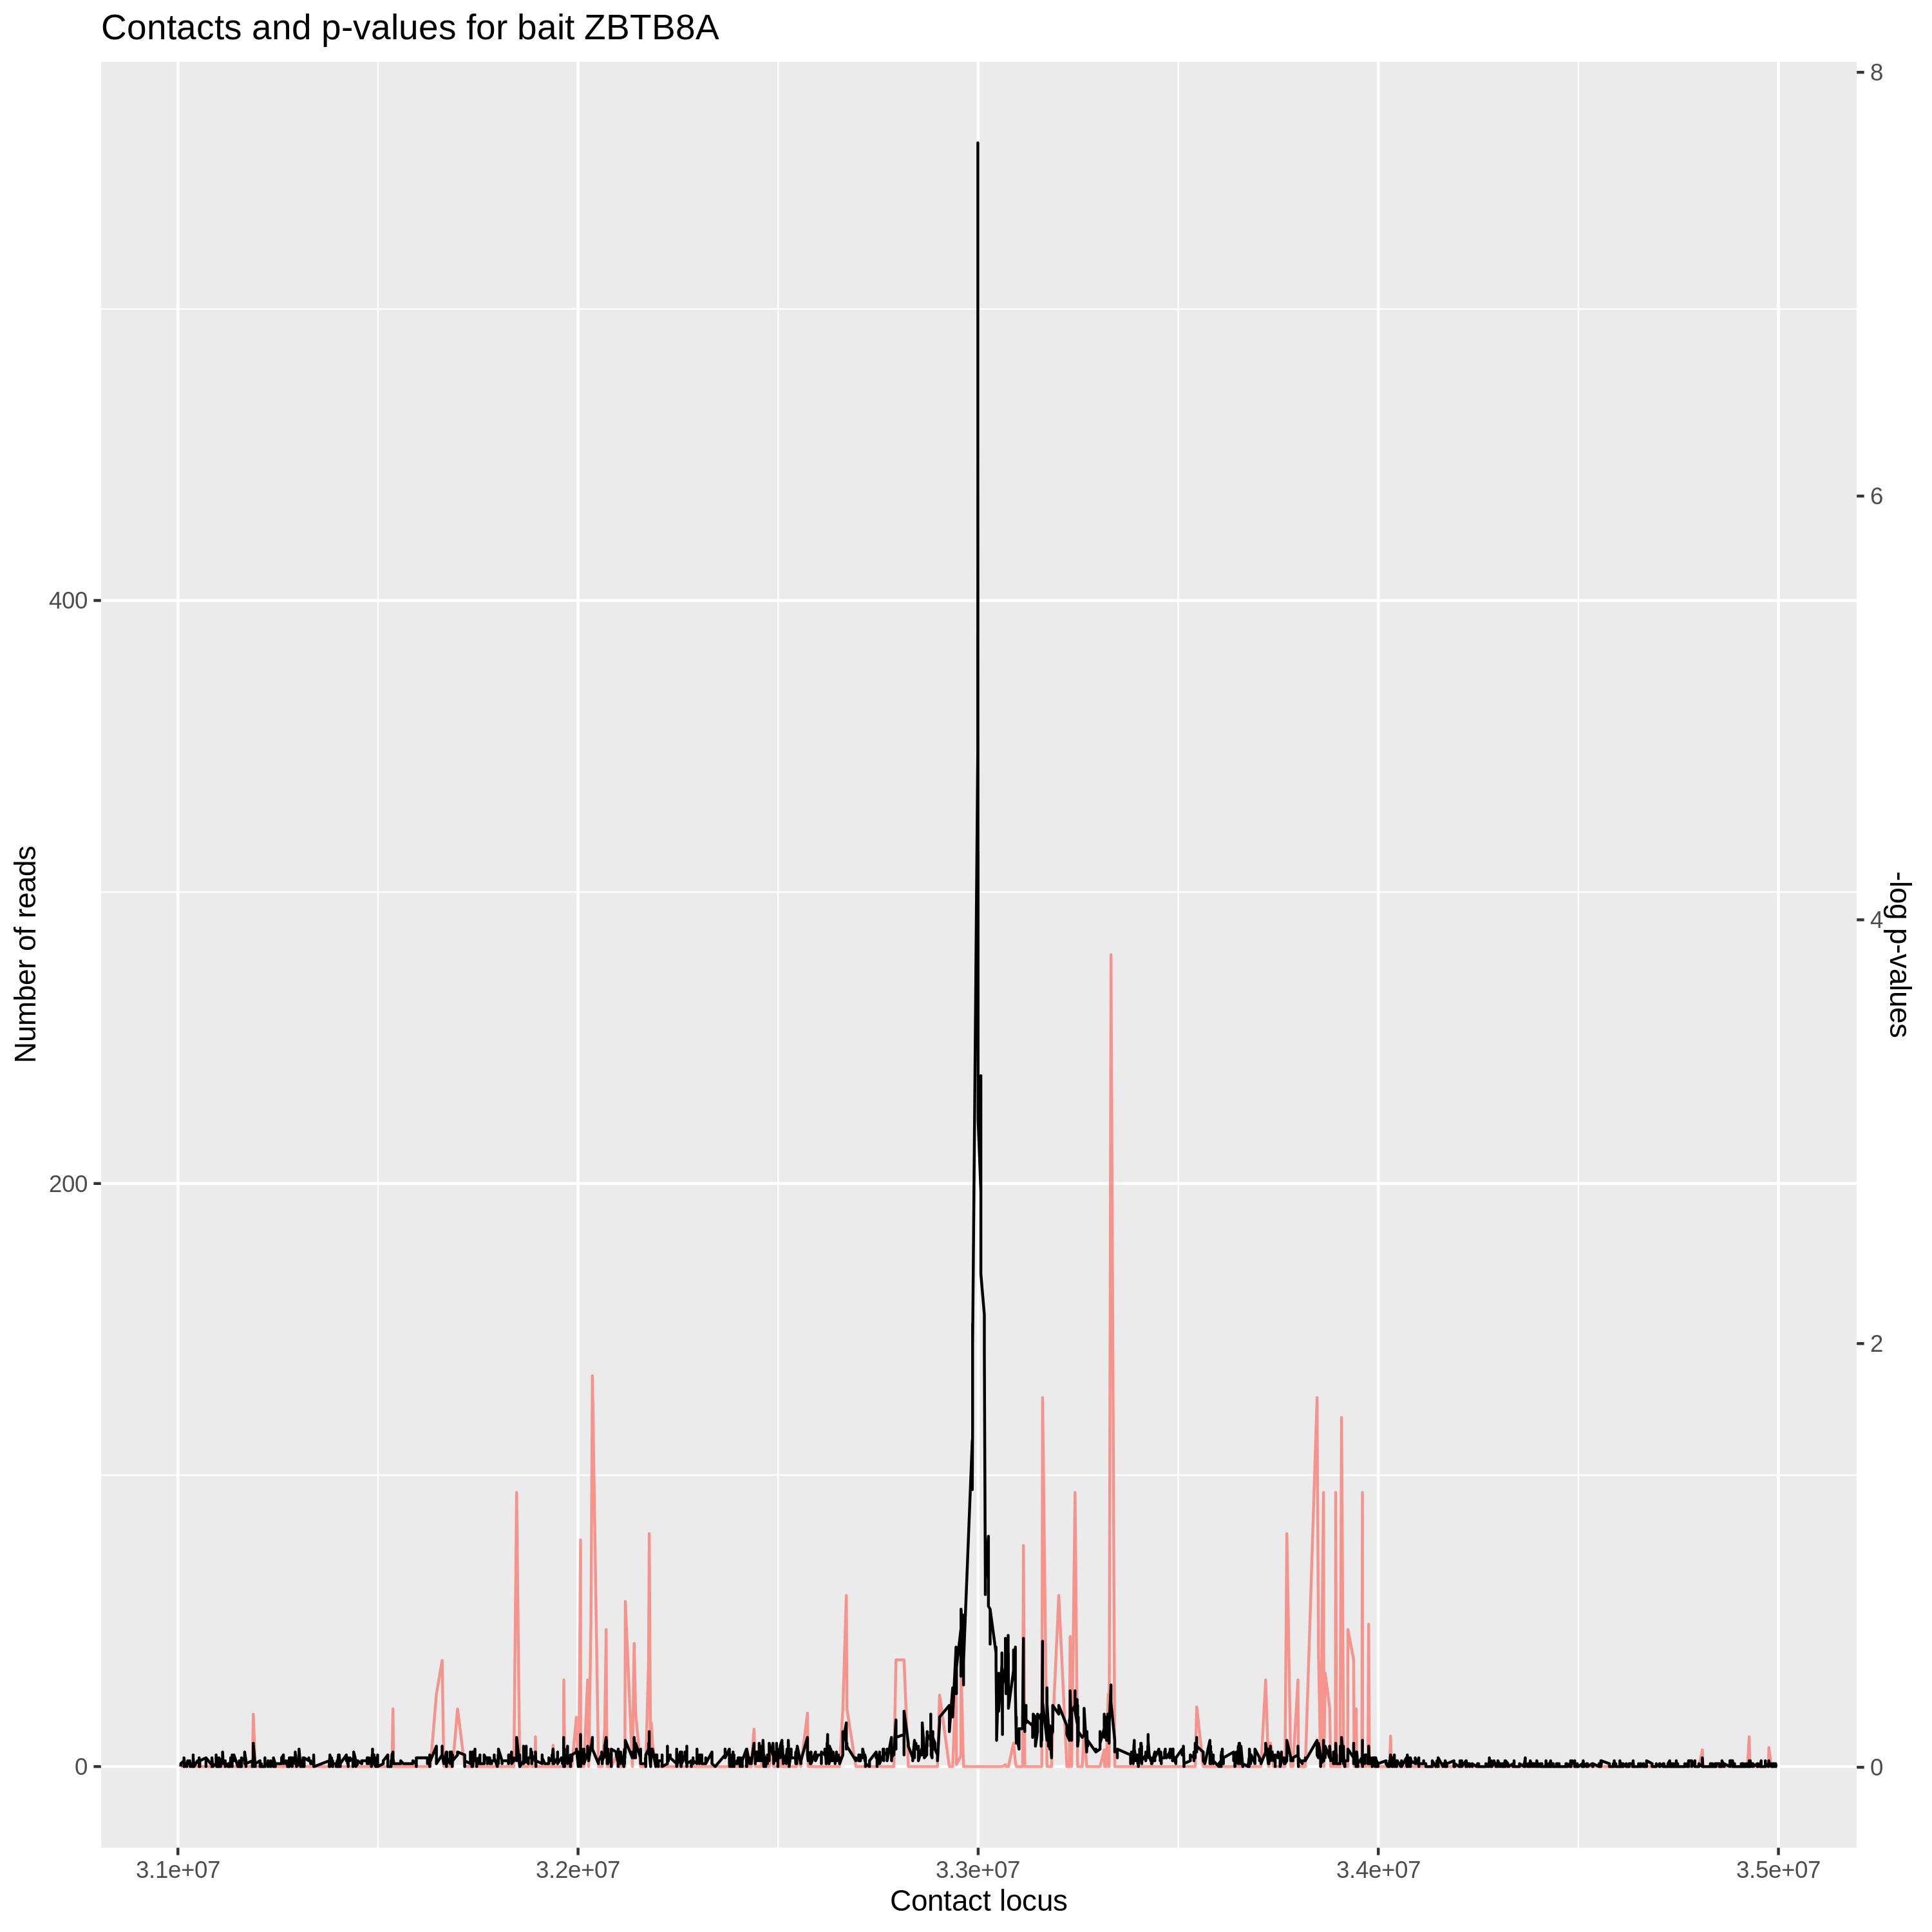 Contacts and p-values for bait ZBTB8A
8
6
400
Number of reads
-log p-values
4
200
2
0
0
3.1e+07
3.2e+07
3.3e+07
3.4e+07
3.5e+07
Contact locus